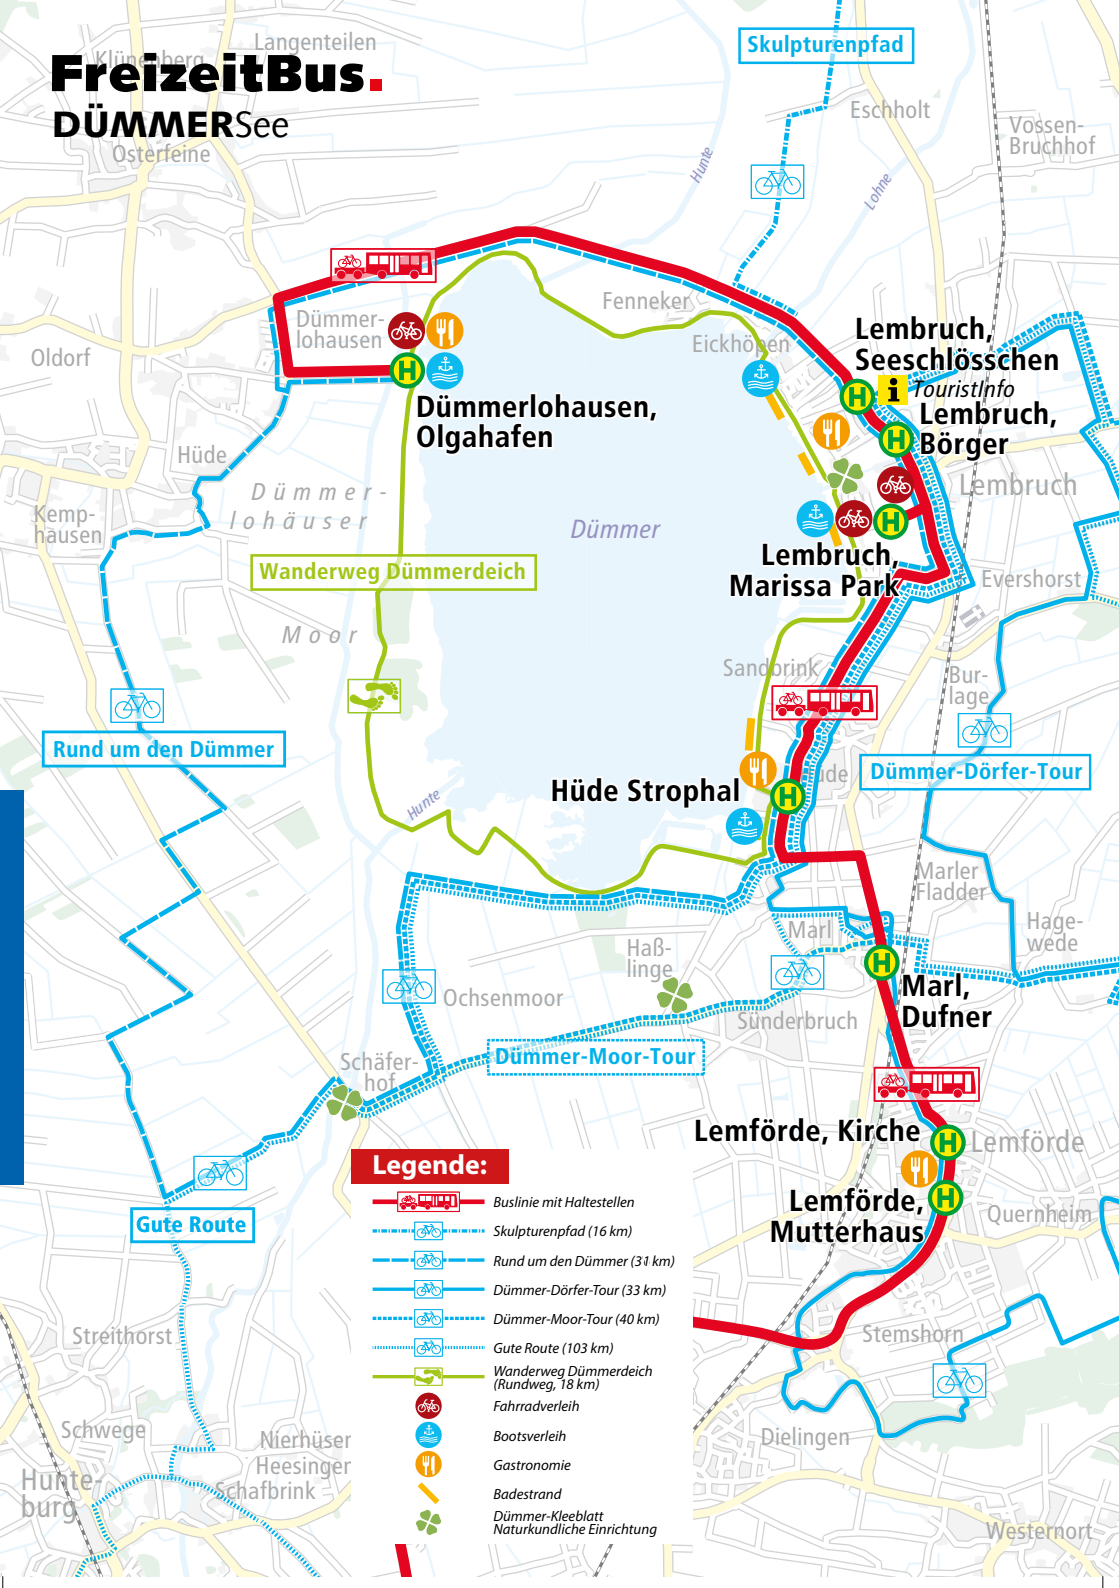 Klünenberg
Langenteilen
FreizeitBus.
DÜMMERSee
Osterfeine
Skulpturenpfad
Eschholt
Vossen-
Bruchhof
Hunte
Lohne
Dümmer-
lohausen
Oldorf
Fenneker
Eickhöpen
Lembruch,
Seeschlösschen
i TouristInfo
Lembruch,
Börger
H
H
H
Dümmerlohausen,
Olgahafen
Hüde
Dümmer-
lohäuser
Moor
Kemp-
hausen
Dümmer
Lembruch
H
Lembruch,
Marissa Park
Evershorst
Wanderweg Dümmerdeich
Sandbrink
Bur-
lage
Rund um den Dümmer
Dümmer-Dörfer-Tour
Hüde Strophal
H
Hunte
Marler
Fladder
Hage-
wede
Marl
Haß-
linge
H
Marl,
Dufner
Ochsenmoor
Sünderbruch
Schäfer-
hof
Dümmer-Moor-Tour
Lemförde, Kirche
H
Lemförde
Lemförde,
Mutterhaus
H
Quernheim
Gute Route
Legende:
Buslinie mit Haltestellen
Skulpturenpfad (16 km)
Rund um den Dümmer (31 km)
Dümmer-Dörfer-Tour (33 km)
Dümmer-Moor-Tour (40 km)
Gute Route (103 km)
Wanderweg Dümmerdeich
(Rundweg, 18 km)
Fahrradverleih
Bootsverleih
Gastronomie
Badestrand
Dümmer-Kleeblatt
Naturkundliche Einrichtung
Streithorst
Stemshorn
Schwege
Nierhüser
Heesinger
Schafbrink
Dielingen
Hunte-
burg
Westernort